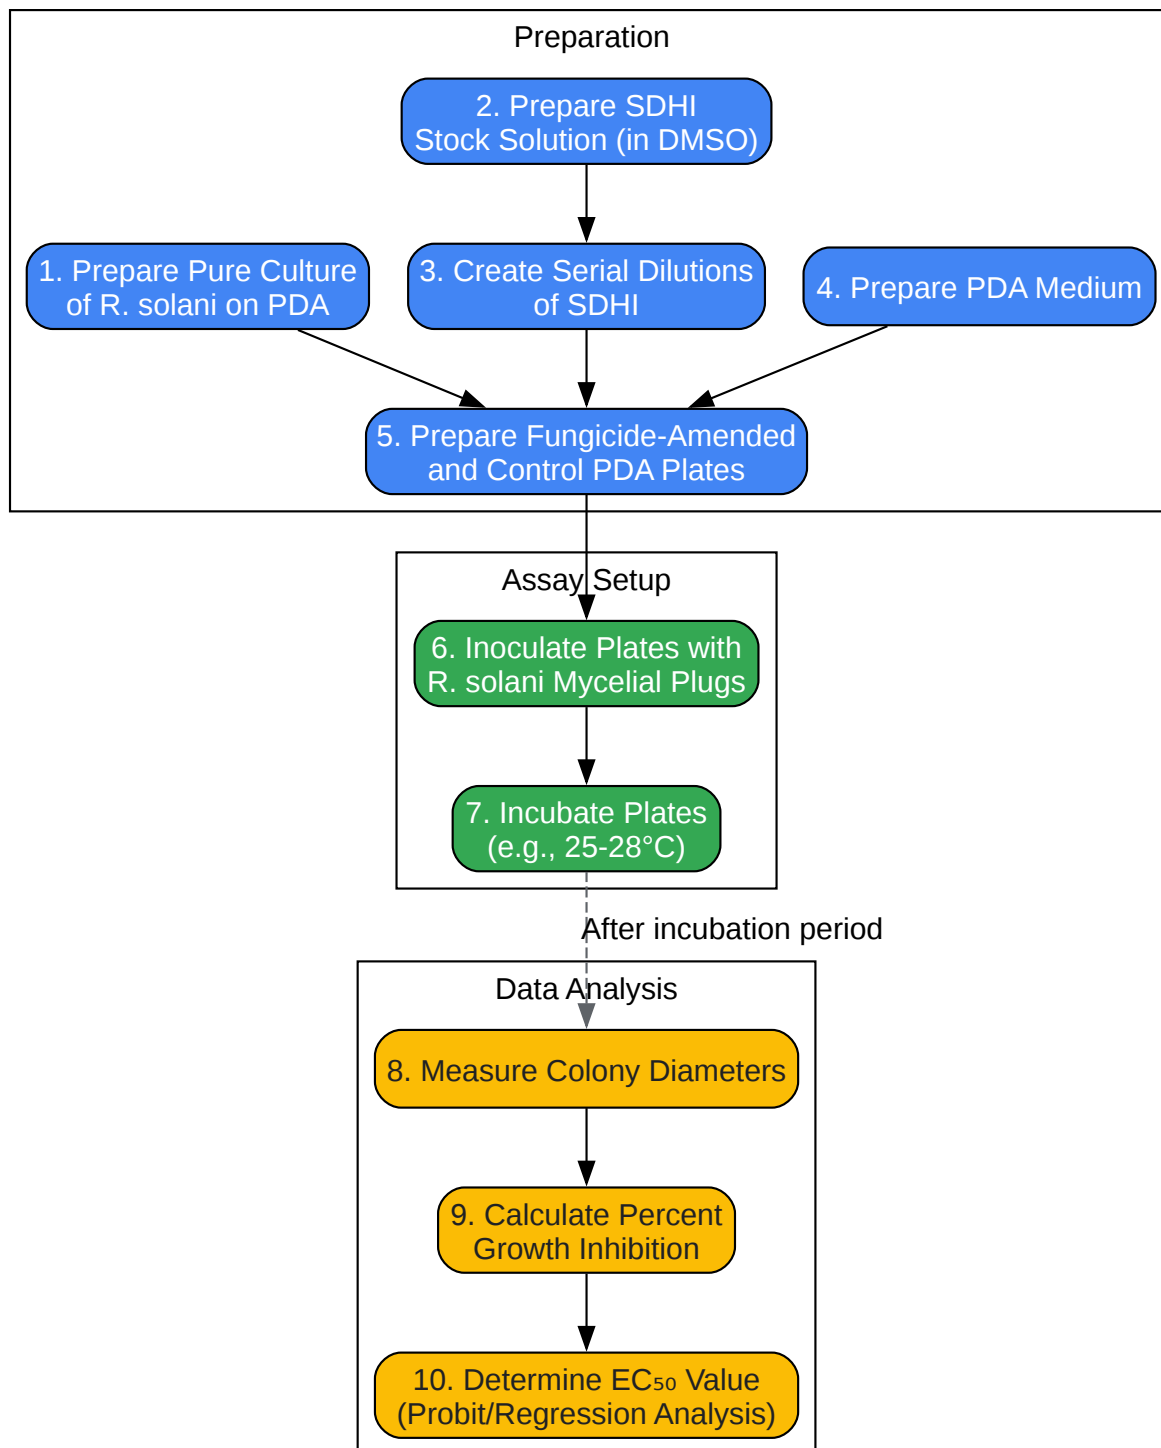 Preparation
2. Prepare SDHI
Stock Solution (in DMSO)
1. Prepare Pure Culture
of R. solani on PDA
3. Create Serial Dilutions
of SDHI
4. Prepare PDA Medium
5. Prepare Fungicide-Amended
and Control PDA Plates
Assay Setup
6. Inoculate Plates with
R. solani Mycelial Plugs
7. Incubate Plates
(e.g., 25-28°C)
After incubation period
Data Analysis
8. Measure Colony Diameters
9. Calculate Percent
Growth Inhibition
10. Determine EC₅₀ Value
(Probit/Regression Analysis)